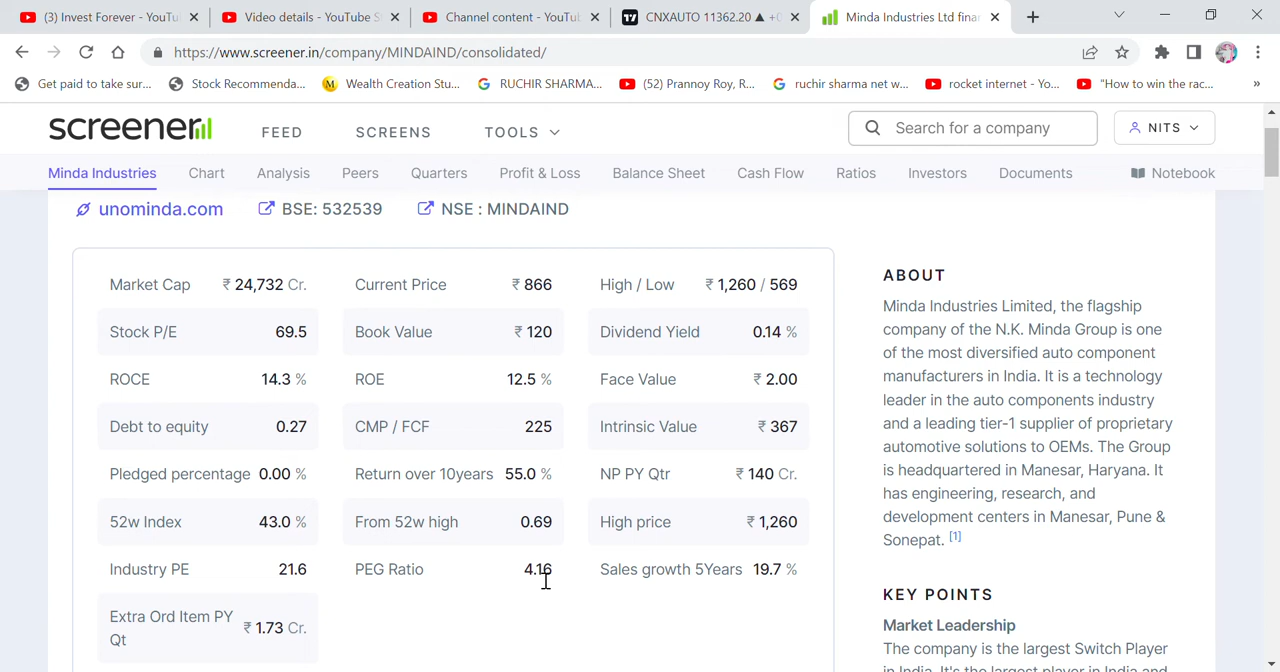 (3) Invest Forever - YouTu
Video details - YouTube S
Channel content - YouTub
CNXAUTO 11362.20 ▲ +0
Minda Industries Ltd finan
https://www.screener.in/company/MINDAIND/consolidated/
Get paid to take sur...
Stock Recommenda...
M Wealth Creation Stu...
RUCHIR SHARMA...
(52) Prannoy Roy, R...
ruchir sharma net w...
rocket internet - Yo...
"How to win the rac...
»
screener
FEED
SCREENS
TOOLS
Search for a company
NITS
Minda Industries
Chart
Analysis
Peers
Quarters
Profit & Loss
Balance Sheet
Cash Flow
Ratios
Investors
Documents
Notebook
unominda.com
BSE: 532539
NSE : MINDAIND
Market Cap ₹ 24,732 Cr.
Current Price ₹ 866
High / Low ₹ 1,260 / 569
Stock P/E 69.5
Book Value ₹ 120
Dividend Yield 0.14 %
ROCE 14.3 %
ROE 12.5 %
Face Value ₹ 2.00
Debt to equity 0.27
CMP / FCF 225
Intrinsic Value ₹ 367
Pledged percentage 0.00 %
Return over 10years 55.0 %
NP PY Qtr ₹ 140 Cr.
52w Index 43.0 %
From 52w high 0.69
High price ₹ 1,260
Industry PE 21.6
PEG Ratio 4.16
Sales growth 5Years 19.7 %
Extra Ord Item PY
Qt ₹ 1.73 Cr.
ABOUT
Minda Industries Limited, the flagship
company of the N.K. Minda Group is one
of the most diversified auto component
manufacturers in India. It is a technology
leader in the auto components industry
and a leading tier-1 supplier of proprietary
automotive solutions to OEMs. The Group
is headquartered in Manesar, Haryana. It
has engineering, research, and
development centers in Manesar, Pune &
Sonepat. [1]
KEY POINTS
Market Leadership
The company is the largest Switch Player
in India. It's the largest player in India and